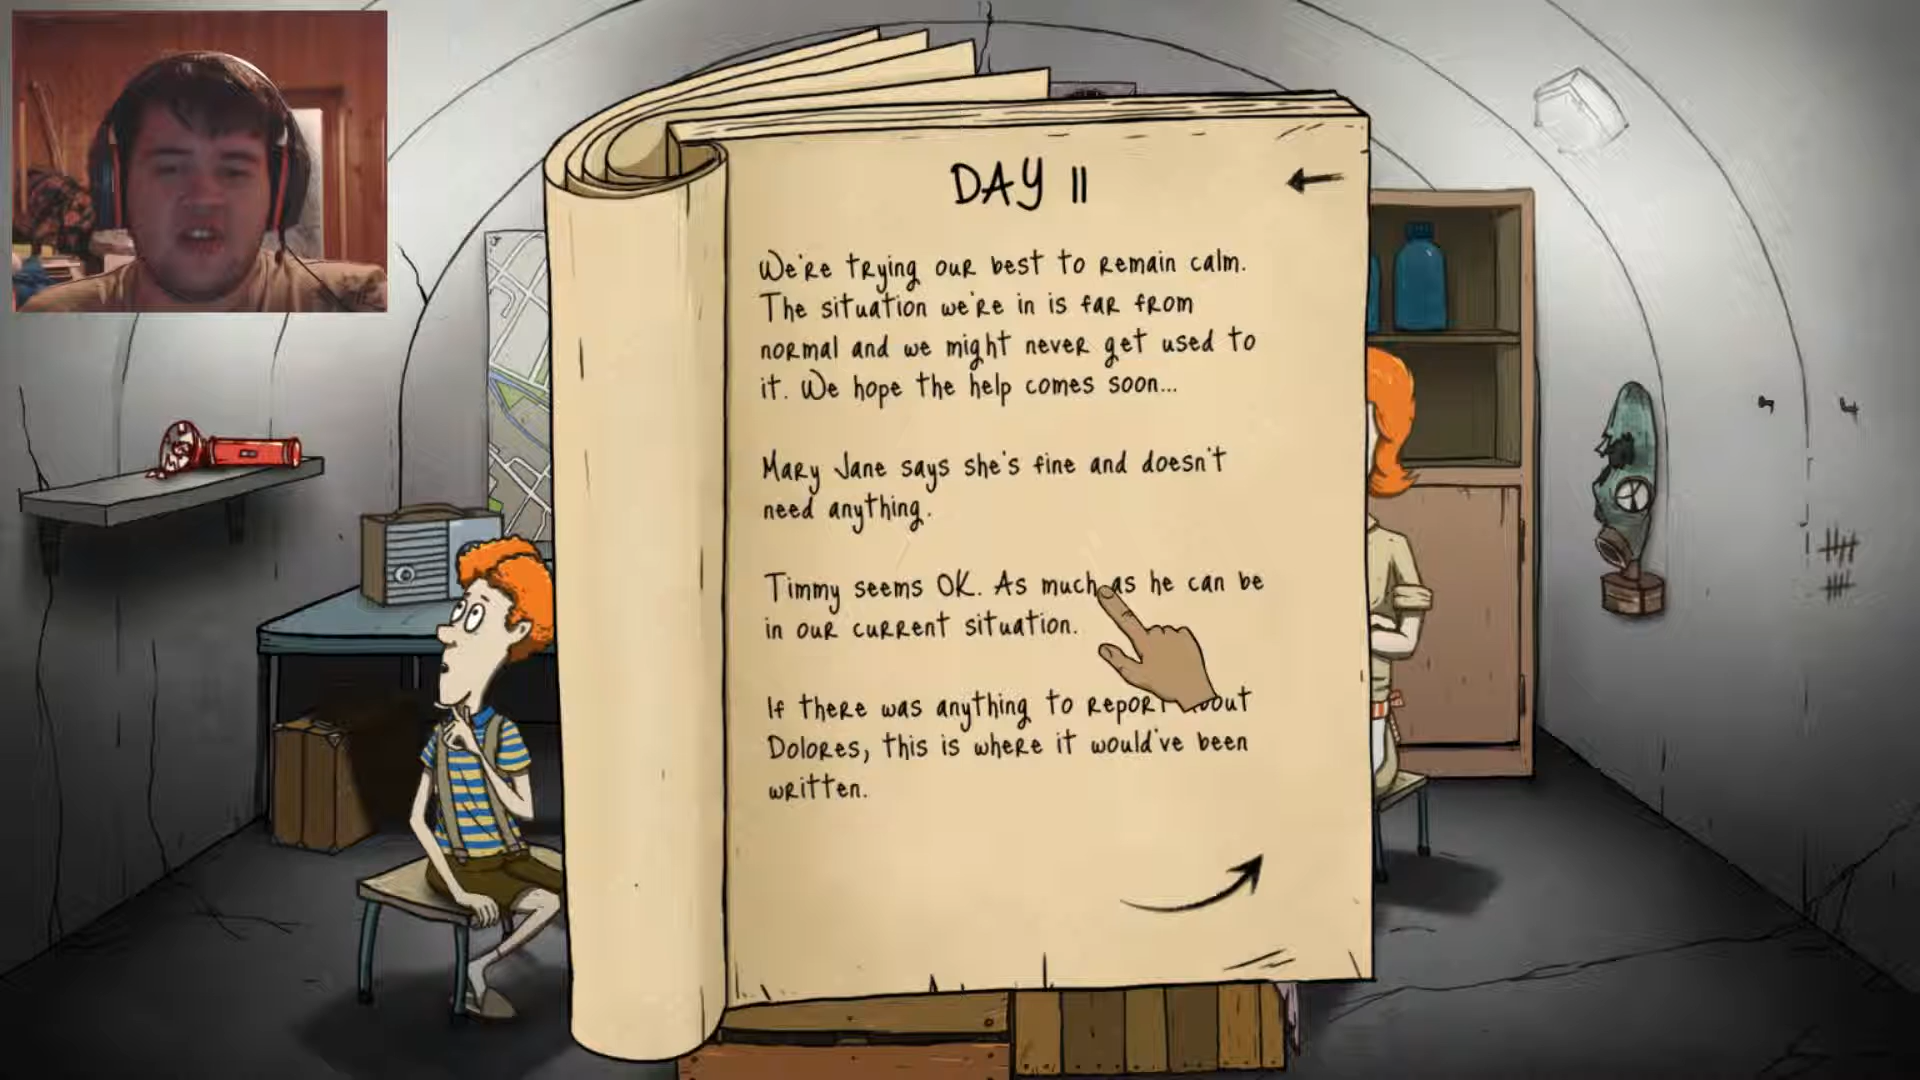 DAY 11
We're trying our best to remain calm.
The situation we're in is far from
normal and we might never get used to
it. We hope the help comes soon...
Mary Jane says she's fine and doesn't
need anything.
Timmy seems OK. As much as he can be
in our current situation.
If there was anything to report about
Dolores, this is where it would've been
written.